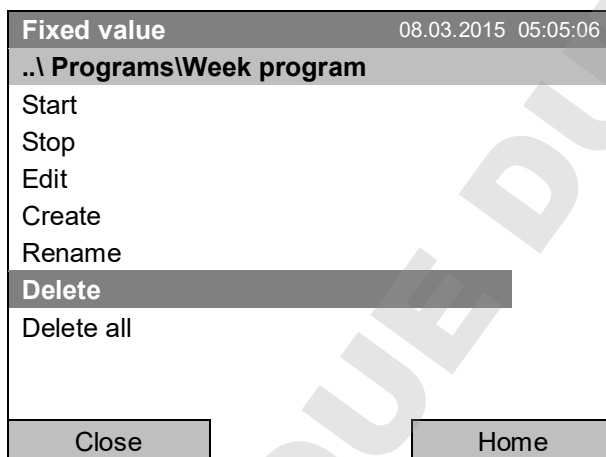 Fixed value 08.03.2015 05:05:06
..\ Programs\Week program
Start
Stop
Edit
Create
Rename
Delete
Delete all
Close Home